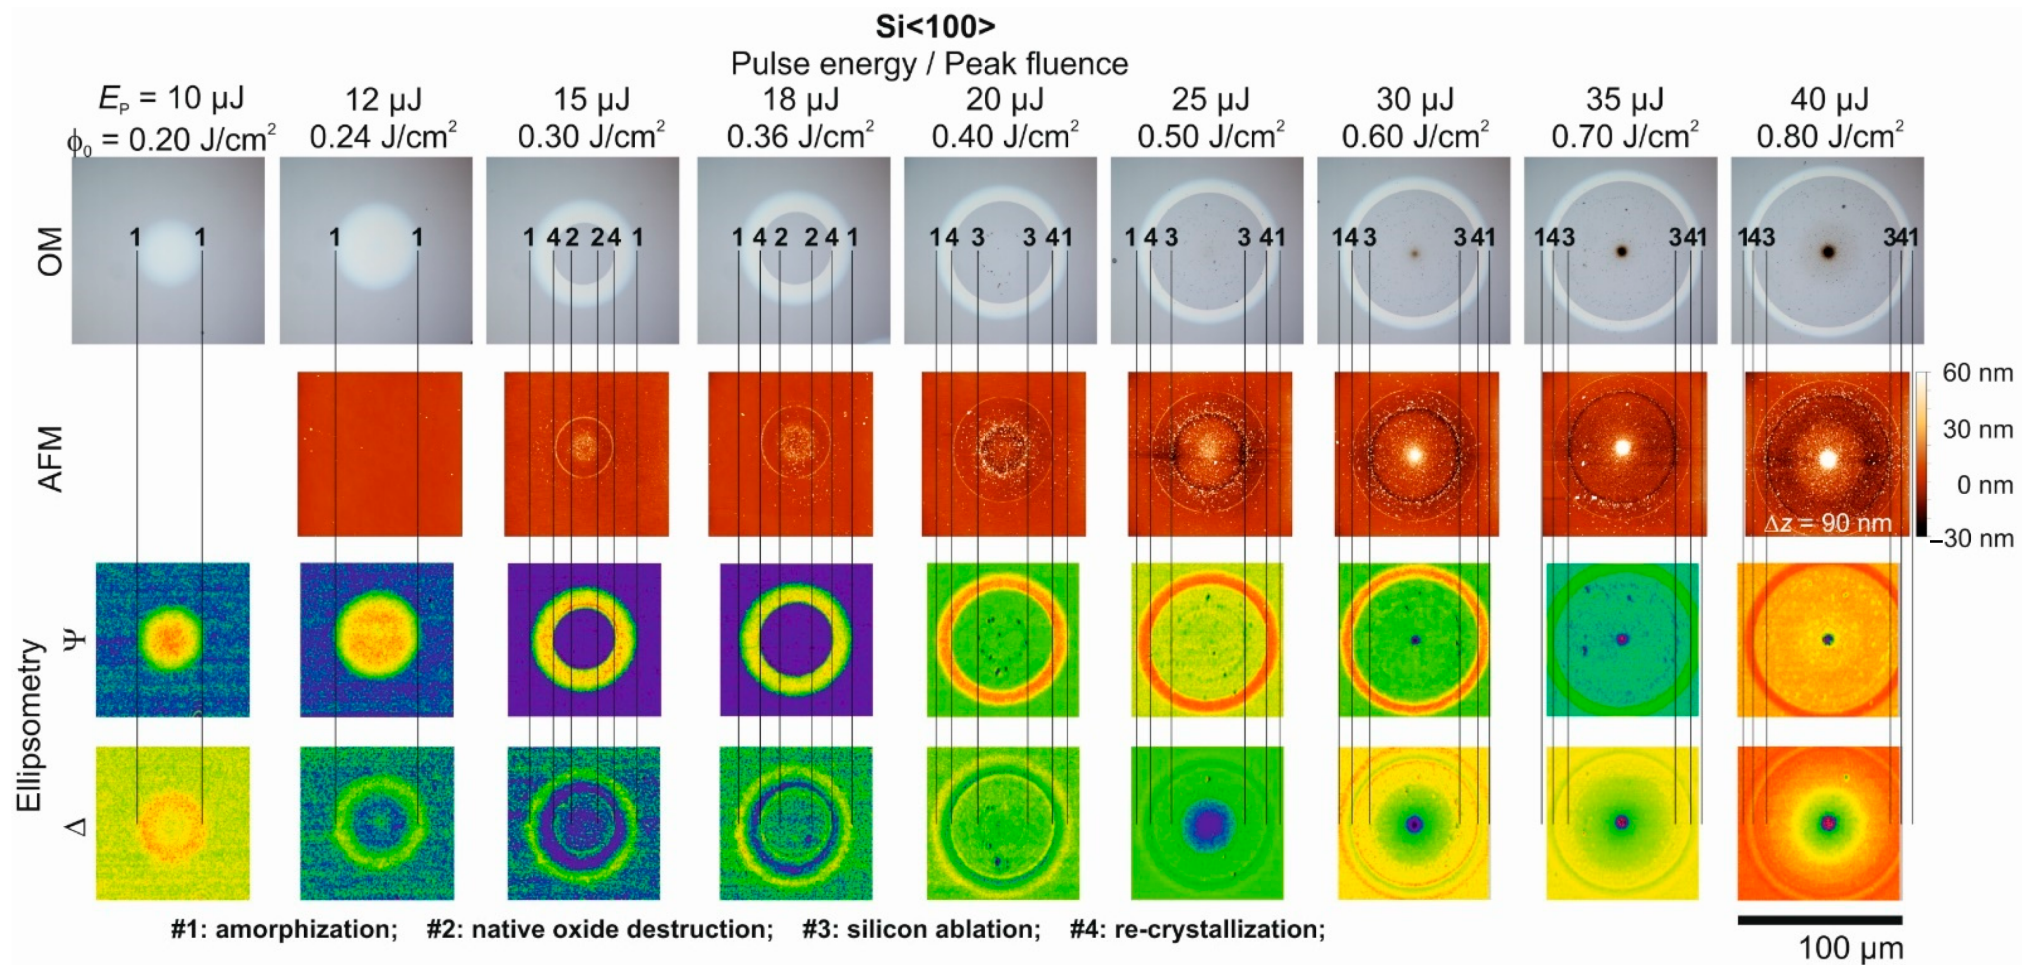 Si<100>
Pulse energy / Peak fluence
E_P = 10 µJ 12 µJ 15 µJ 18 µJ 20 µJ 25 µJ 30 µJ 35 µJ 40 µJ
ϕ₀ = 0.20 J/cm² 0.24 J/cm² 0.30 J/cm² 0.36 J/cm² 0.40 J/cm² 0.50 J/cm² 0.60 J/cm² 0.70 J/cm² 0.80 J/cm²
OM
1 1 1 1 1 4 2 2 4 1 1 4 2 2 4 1 1 4 3 3 4 1 1 4 3 3 4 1 1 4 3 3 4 1 1 4 3 3 4 1 1 4 3 3 4 1
AFM
60 nm
30 nm
0 nm
−30 nm
Δz = 90 nm
Ellipsometry
Ψ
Δ
#1: amorphization; #2: native oxide destruction; #3: silicon ablation; #4: re-crystallization;
100 µm